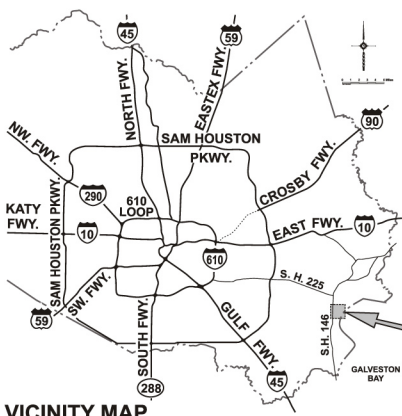 45
59
NORTH FWY.
EASTEX FWY.
90
SAM HOUSTON
PKWY.
NW. FWY.
CROSBY FWY.
290
610
LOOP
KATY
FWY.
10
SAM HOUSTON PKWY.
EAST FWY.
10
610
S. H. 225
SW. FWY.
59
SOUTH FWY.
GULF FWY.
S.H. 146
GALVESTON
BAY
45
288
VICINITY MAP